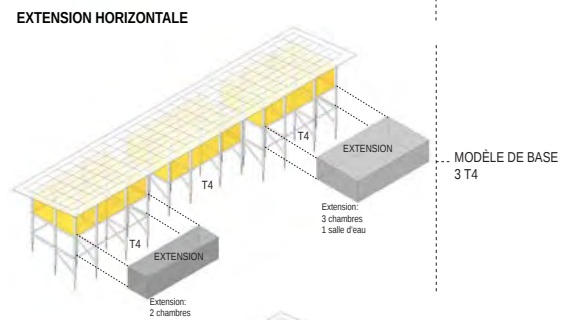 EXTENSION HORIZONTALE
T4
EXTENSION
MODÈLE DE BASE
3 T4
T4
Extension:
3 chambres
1 salle d'eau
T4
EXTENSION
Extension:
2 chambres